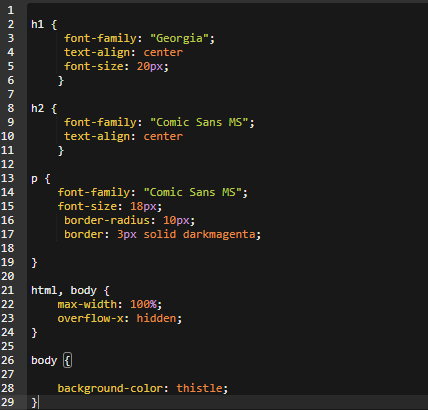 1
2 h1 {
3 font-family: "Georgia";
4 text-align: center
5 font-size: 20px;
6 }
7
8 h2 {
9 font-family: "Comic Sans MS";
10 text-align: center
11 }
12
13 p {
14 font-family: "Comic Sans MS";
15 font-size: 18px;
16 border-radius: 10px;
17 border: 3px solid darkmagenta;
18
19 }
20
21 html, body {
22 max-width: 100%;
23 overflow-x: hidden;
24 }
25
26 body {
27
28 background-color: thistle;
29 }